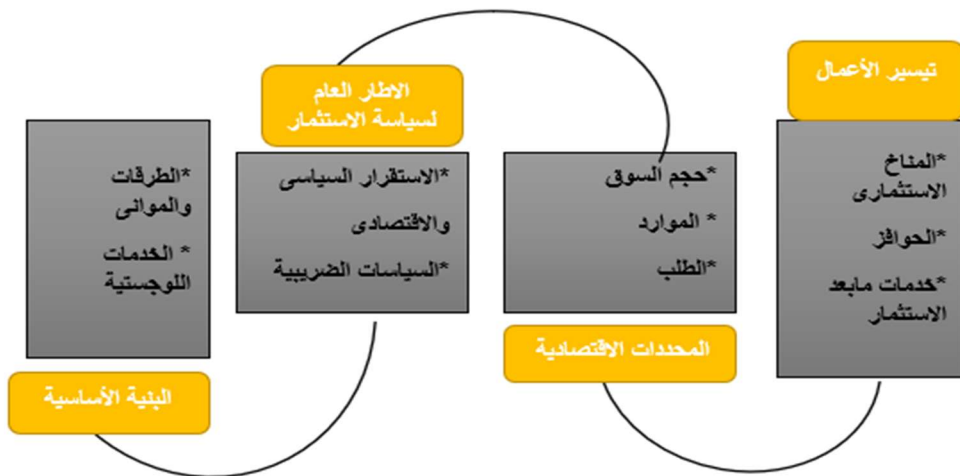 تيسير الأعمال
*المناخ
الاستثمارى
*الحوافز
*خدمات مابعد
الاستثمار
*حجم السوق
* الموارد
*الطلب
المحددات الاقتصادية
الاطار العام
لسياسة الاستثمار
*الاستقرار السياسى
والاقتصادى
*السياسات الضريبية
*الطرقات
والموانى
* الخدمات
اللوجستية
البنية الأساسية